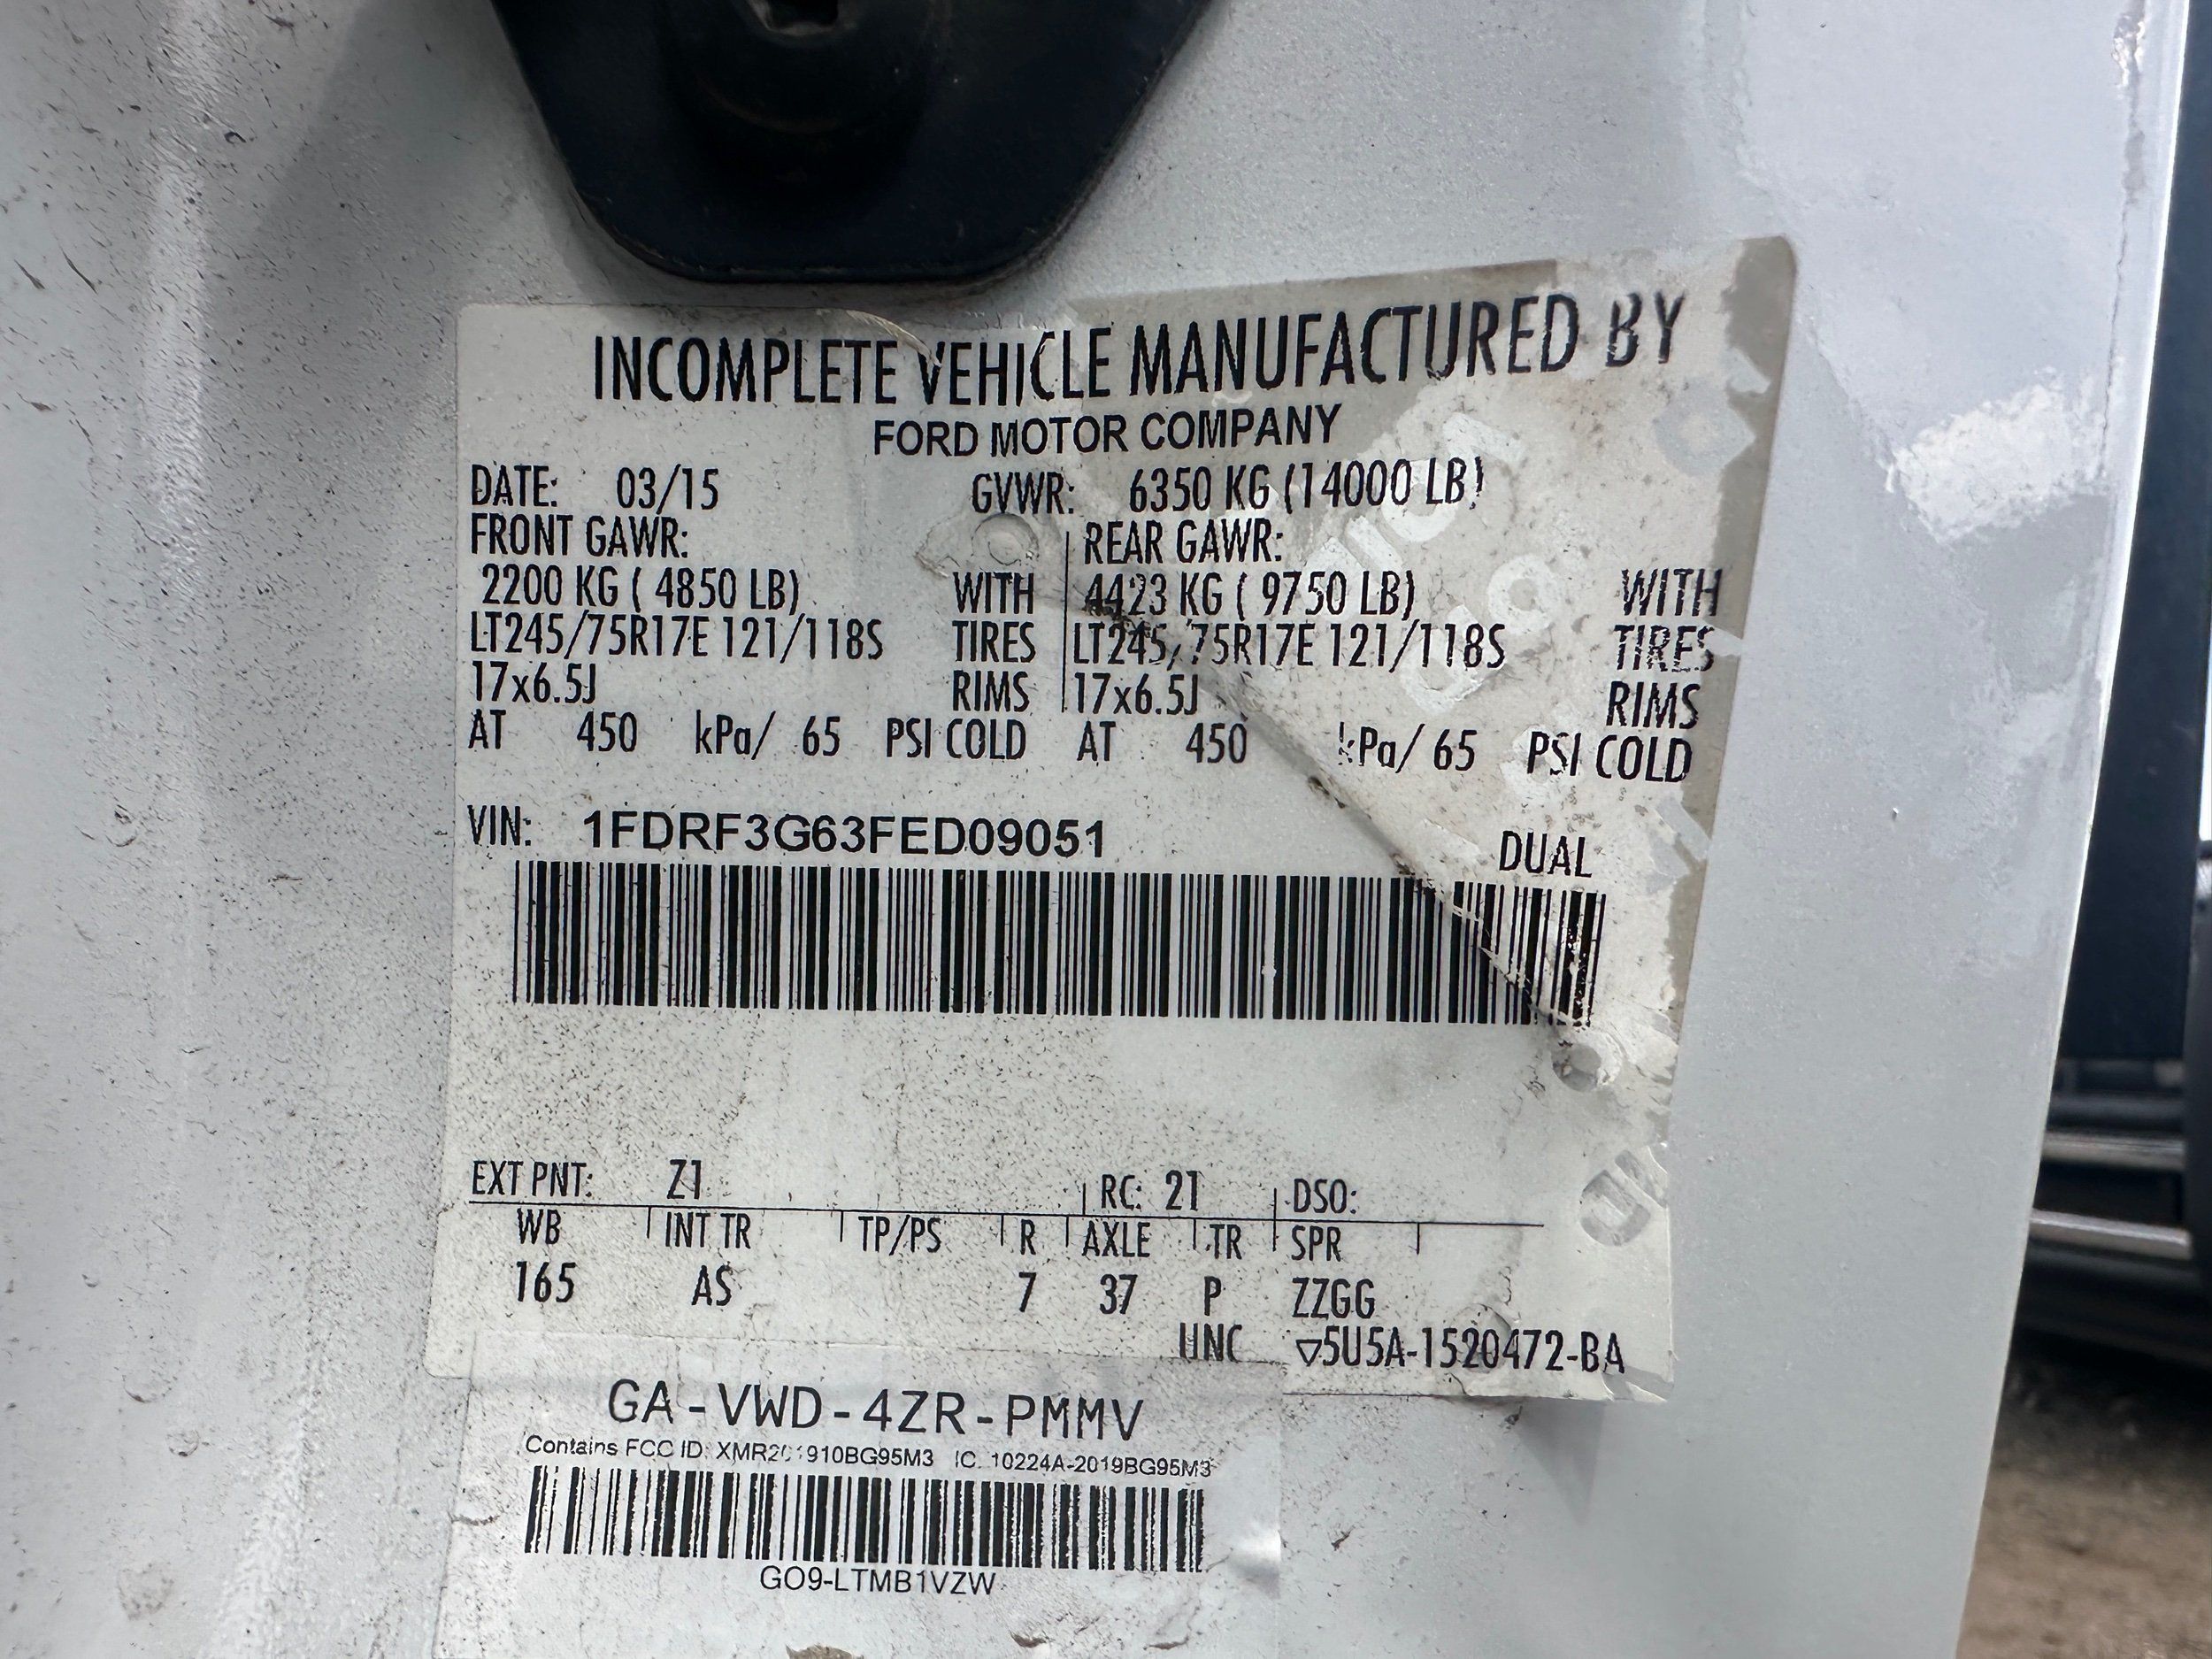 INCOMPLETE VEHICLE MANUFACTURED BY
FORD MOTOR COMPANY
DATE: 03/15 GVWR: 6350 KG (14000 LB)
FRONT GAWR: REAR GAWR:
2200 KG ( 4850 LB) WITH 4423 KG ( 9750 LB) WITH
LT245/75R17E 121/118S TIRES LT245/75R17E 121/118S TIRES
17x6.5J RIMS 17x6.5J RIMS
AT 450 kPa/ 65 PSI COLD AT 450 kPa/ 65 PSI COLD
VIN: 1FDRF3G63FED09051 DUAL
EXT PNT: Z1 RC: 21 DSO:
WB INT TR TP/PS R AXLE TR SPR
165 AS 7 37 P ZZGG
UNC ▽5U5A-1520472-BA
GA-VWD-4ZR-PMMV
Contains FCC ID: XMR201910BG95M3 IC. 10224A-2019BG95M3
GO9-LTMB1VZW